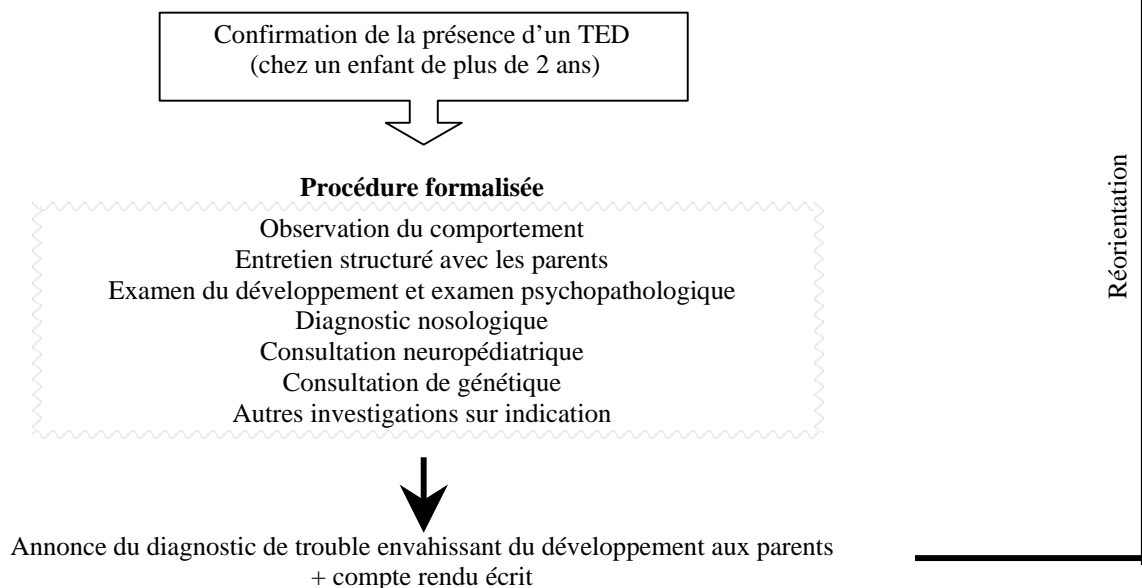 Confirmation de la présence d’un TED
(chez un enfant de plus de 2 ans)
Procédure formalisée
Observation du comportement
Entretien structuré avec les parents
Examen du développement et examen psychopathologique
Diagnostic nosologique
Consultation neuropédiatrique
Consultation de génétique
Autres investigations sur indication
Réorientation
Annonce du diagnostic de trouble envahissant du développement aux parents
+ compte rendu écrit